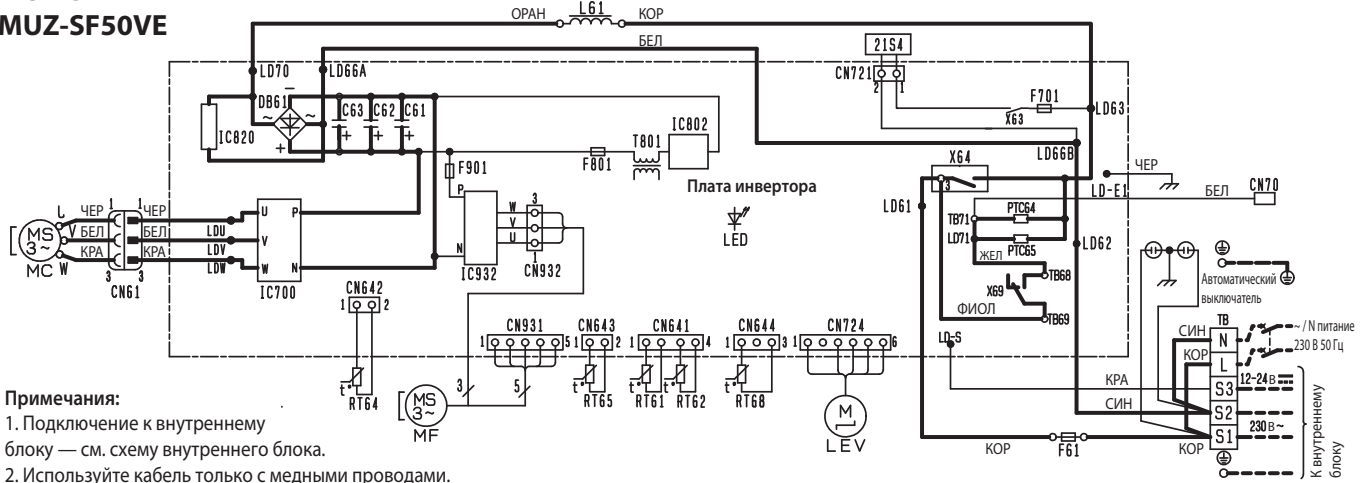 MUZ-SF50VE
ОРАН L61 КОР
БЕЛ
21S4
CN721
2 1
LD70 LD66A
F701
X63
LD63
DB61
~ ~
− +
C63 C62 C61
+ + +
IC820
T801 IC802
F801
F901
LD66B
X64
3
ЧЕР
LD-E1
БЕЛ CN70
Плата инвертора
LED
LD61
TB71 PTC64
LD71 PTC65
LD62
ЖЕЛ
X69 TB68
ФИОЛ
TB69
U ЧЕР 1 1 ЧЕР
MS 3~ V БЕЛ БЕЛ
W КРА 3 3 КРА
MC
CN61
LDU
LDV
LDW
U P
V
W N
IC700
P
N
W
V
U
IC932
3
1
CN932
Автоматический
выключатель
TB
СИН N ~ / N питание
КОР L 230 В 50 Гц
LD-S
КРА S3 12-24 В
СИН S2
230 В ~
КОР F61 КОР S1
К внутреннему
блоку
CN642
1 2
CN931
1 5
CN643
1 2
CN641
1 4
CN644
1 3
CN724
1 6
t° RT64
MS 3~
MF
3 5
t° RT65
t° RT61
t° RT62
t° RT68
M
LEV
Примечания:
1. Подключение к внутреннему
блоку — см. схему внутреннего блока.
2. Используйте кабель только с медными проводами.